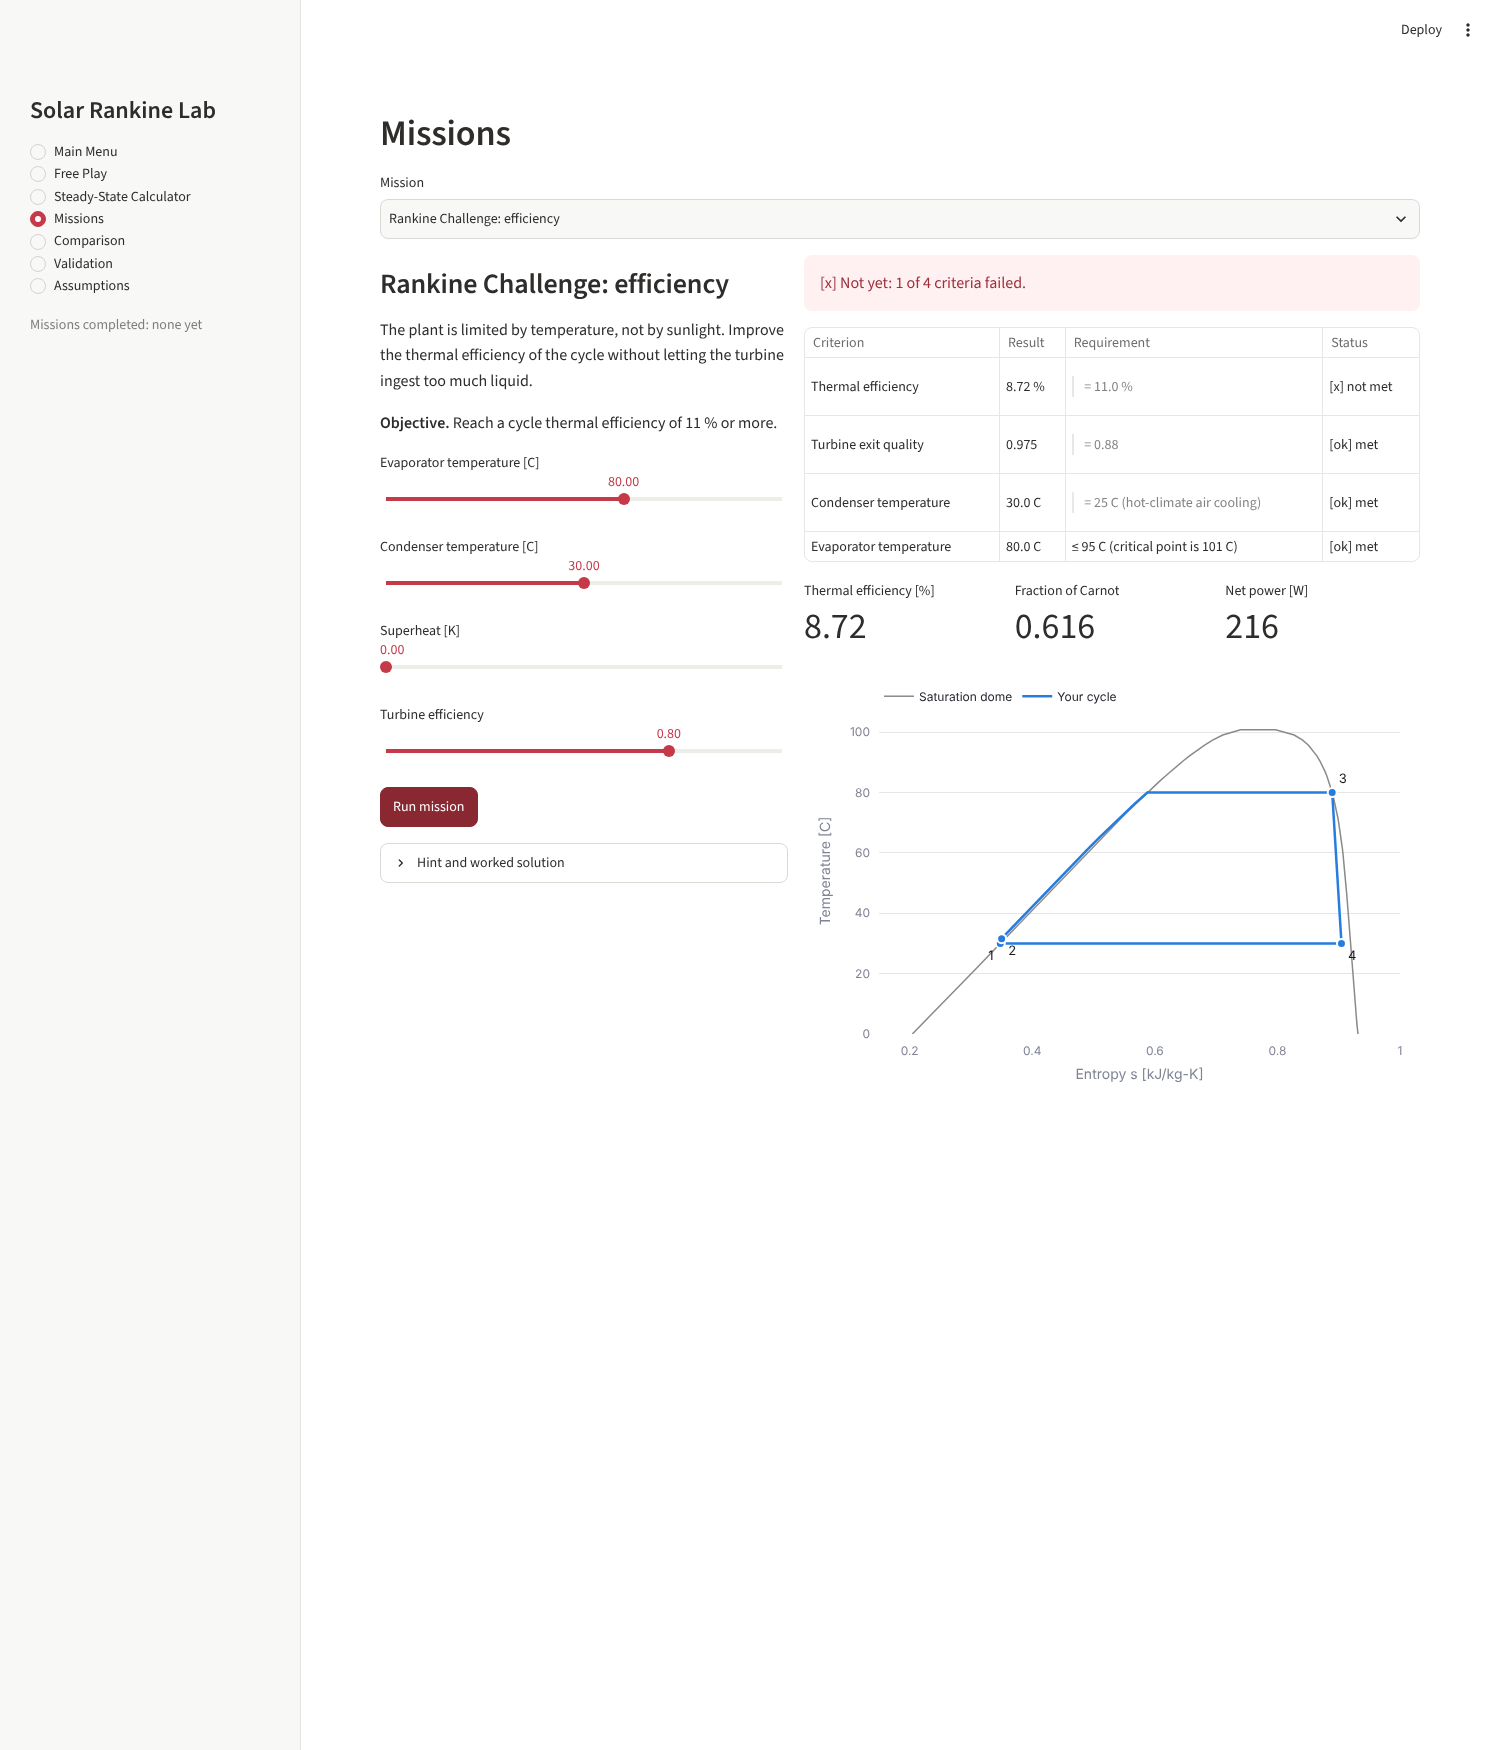 Deploy
Solar Rankine Lab
Main Menu
Free Play
Steady-State Calculator
Missions
Comparison
Validation
Assumptions
Missions completed: none yet
Missions
Mission
Rankine Challenge: efficiency
Rankine Challenge: efficiency
The plant is limited by temperature, not by sunlight. Improve
the thermal efficiency of the cycle without letting the turbine
ingest too much liquid.
Objective. Reach a cycle thermal efficiency of 11 % or more.
Evaporator temperature [C]
80.00
Condenser temperature [C]
30.00
Superheat [K]
0.00
Turbine efficiency
0.80
Run mission
Hint and worked solution
[x] Not yet: 1 of 4 criteria failed.
Criterion Result Requirement Status
Thermal efficiency 8.72 % = 11.0 % [x] not met
Turbine exit quality 0.975 = 0.88 [ok] met
Condenser temperature 30.0 C = 25 C (hot-climate air cooling) [ok] met
Evaporator temperature 80.0 C ≤ 95 C (critical point is 101 C) [ok] met
Thermal efficiency [%] Fraction of Carnot Net power [W]
8.72 0.616 216
Saturation dome Your cycle
100
80
60
40
20
0
Temperature [C]
3
1
2
4
0.2 0.4 0.6 0.8 1
Entropy s [kJ/kg-K]